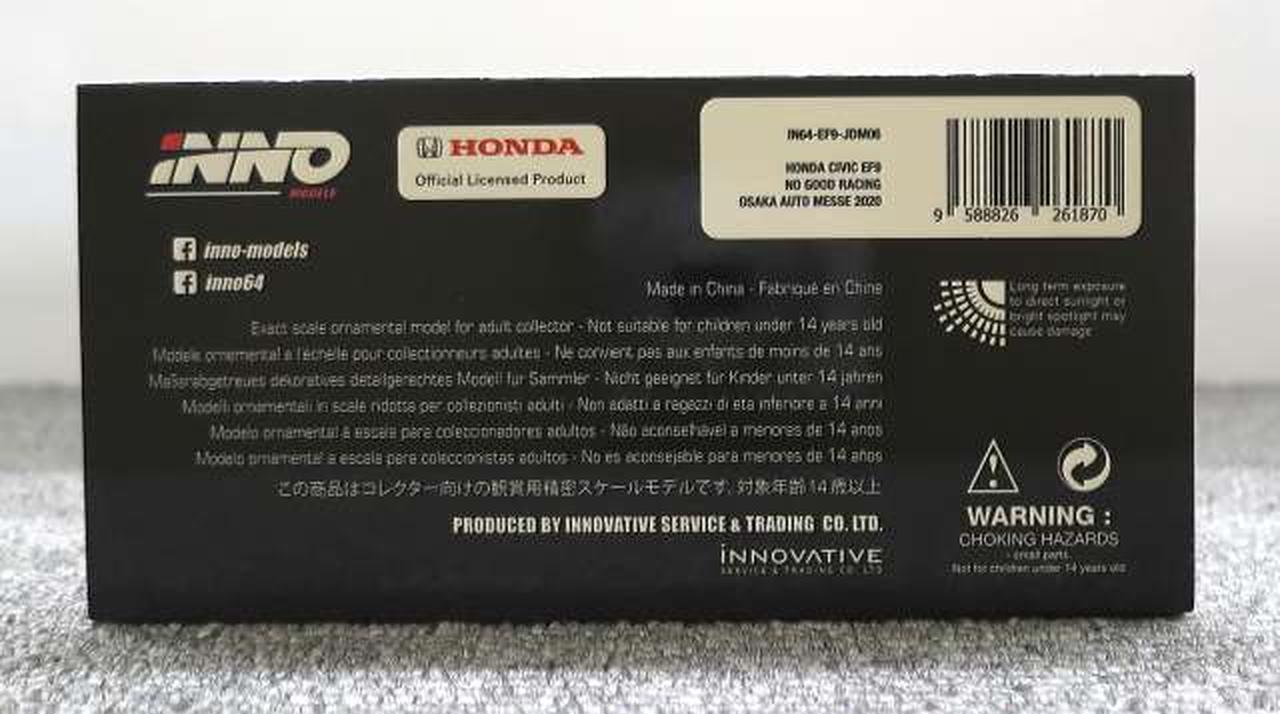 INNO
MODELS
HONDA
Official Licensed Product
IN64-EF9-JDM06
HONDA CIVIC EF9
NO GOOD RACING
OSAKA AUTO MESSE 2020
9 588826 261870
inno-models
inno64
Made in China - Fabriqué en Chine
Long term exposure
to direct sunlight or
bright spotlight may
cause damage
Exact scale ornamental model for adult collector - Not suitable for children under 14 years old
Modele ornemental a l'échelle pour collectionneurs adultes - Ne convient pas aux enfants de moins de 14 ans
Maßsrabgetreues dekoratives detailgerechtes Modell für Sammler - Nicht geeignet für Kinder unter 14 jahren
Modelli ornamentali in scala ridotta per collezionisti adulti - Non adatti a ragazzi di eta inferiore a 14 anni
Modelo ornamental à escala para coleccionadores adultos - Não aconselhavel a menores de 14 anos
Modelo ornamental a escala para coleccionistas adultos - No es aconsejable para menores de 14 años
この商品はコレクター向けの観賞用精密スケールモデルです, 対象年齢14歳以上
PRODUCED BY INNOVATIVE SERVICE & TRADING CO. LTD.
INNOVATIVE
SERVICE & TRADING CO. LTD
WARNING :
CHOKING HAZARDS
- small parts.
Not for children under 14 years old